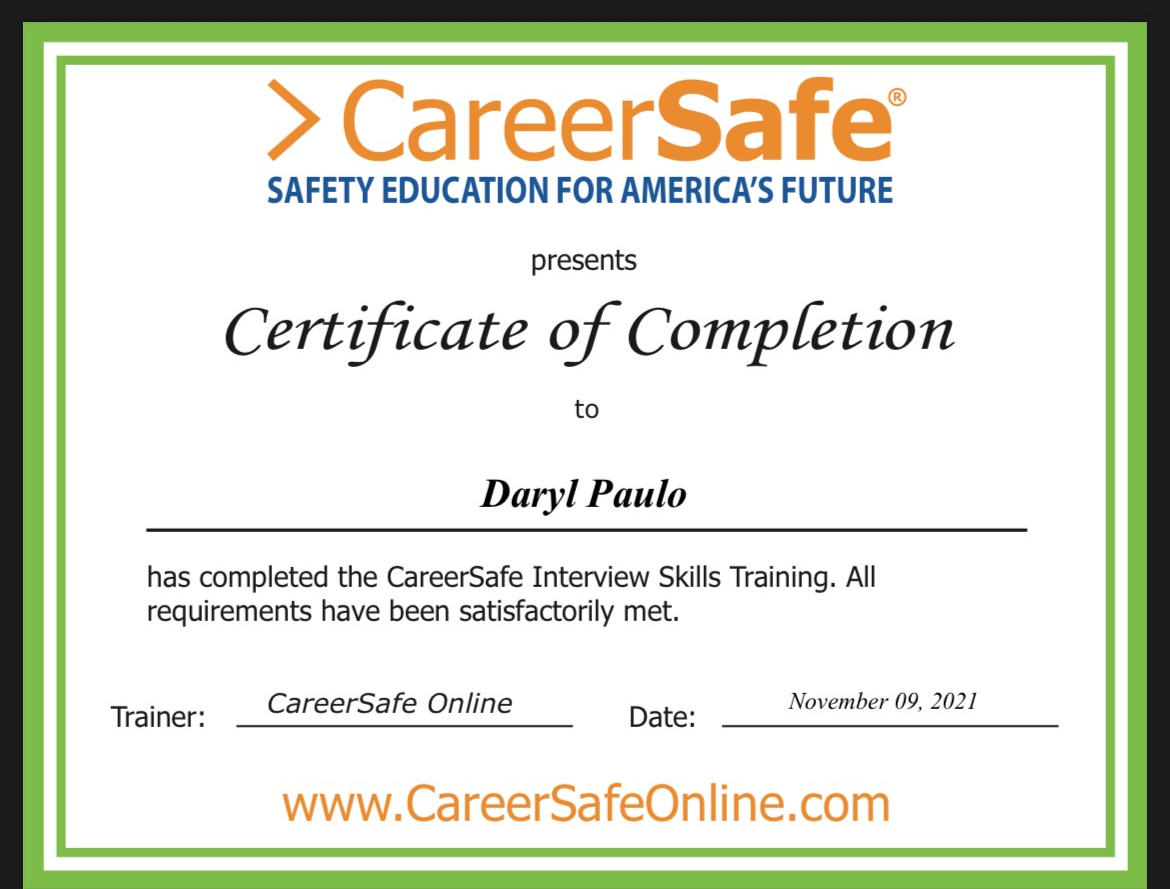 > CareerSafe®
SAFETY EDUCATION FOR AMERICA'S FUTURE
presents
Certificate of Completion
to
Daryl Paulo
has completed the CareerSafe Interview Skills Training. All
requirements have been satisfactorily met.
Trainer: CareerSafe Online Date: November 09, 2021
www.CareerSafeOnline.com